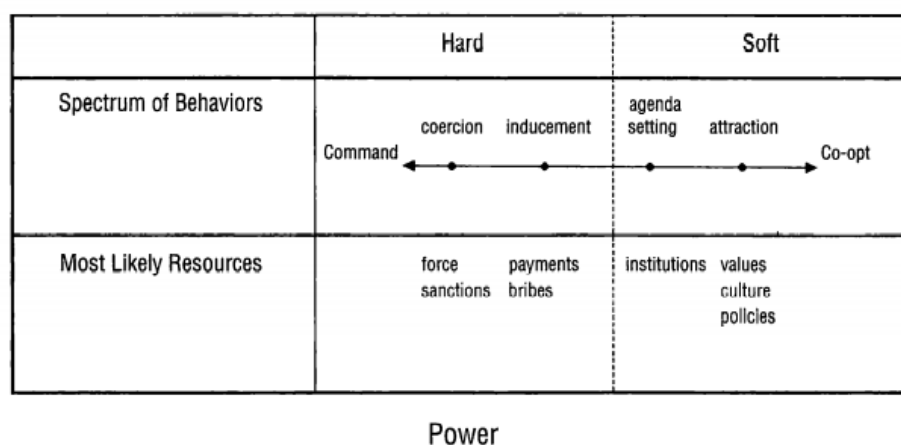 Hard
Soft
Spectrum of Behaviors
coercion
inducement
agenda
setting
attraction
Command
Co-opt
Most Likely Resources
force
sanctions
payments
bribes
institutions
values
culture
policies
Power